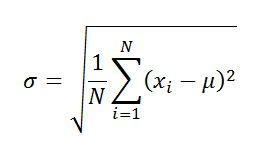 σ = √(1/N ∑_{i=1}^{N} (x_i − μ)²)